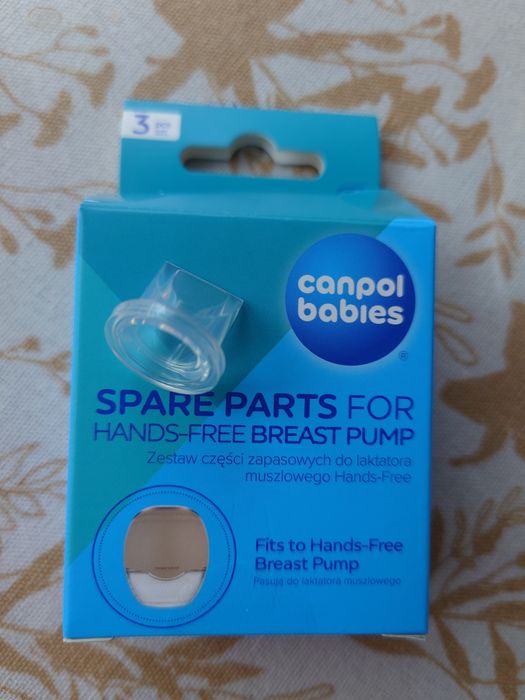 3
canpol
babies
®
SPARE PARTS FOR
HANDS-FREE BREAST PUMP
Zestaw części zapasowych do laktatora
muszlowego Hands-Free
Fits to Hands-Free
Breast Pump
Pasują do laktatora muszlowego